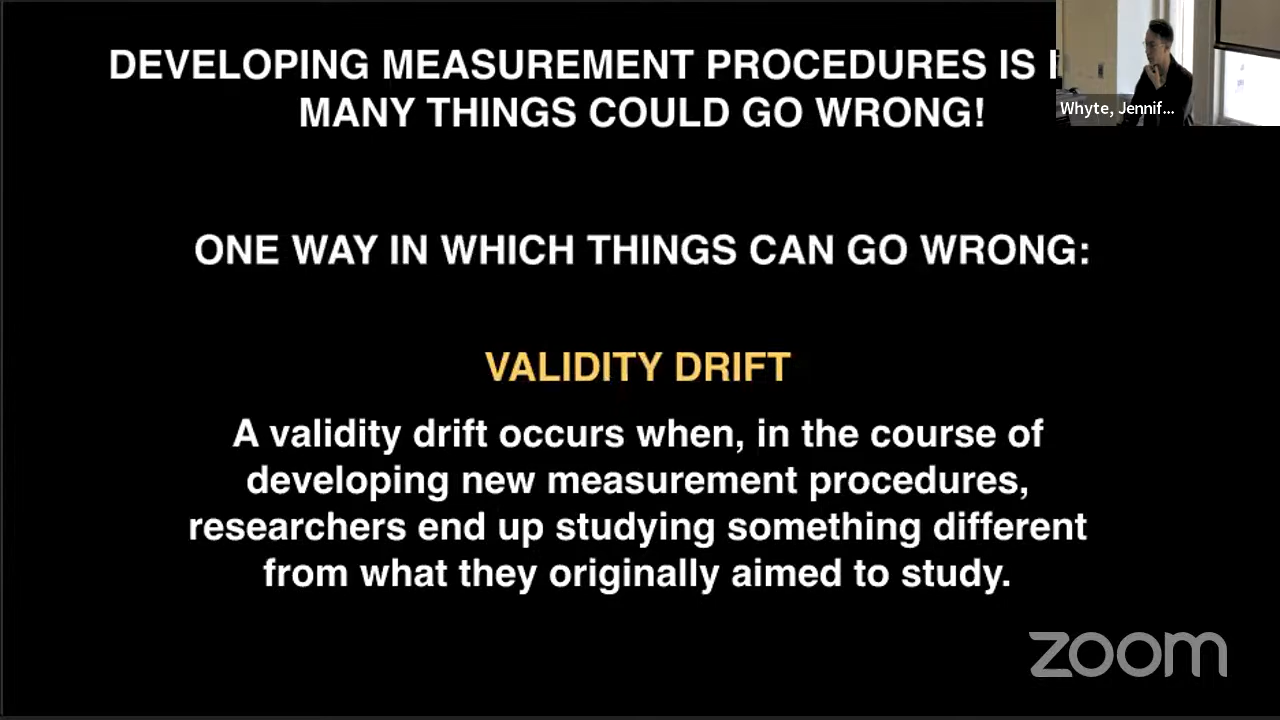 DEVELOPING MEASUREMENT PROCEDURES IS
MANY THINGS COULD GO WRONG!
Whyte, Jennif...
ONE WAY IN WHICH THINGS CAN GO WRONG:
VALIDITY DRIFT
A validity drift occurs when, in the course of
developing new measurement procedures,
researchers end up studying something different
from what they originally aimed to study.
zoom